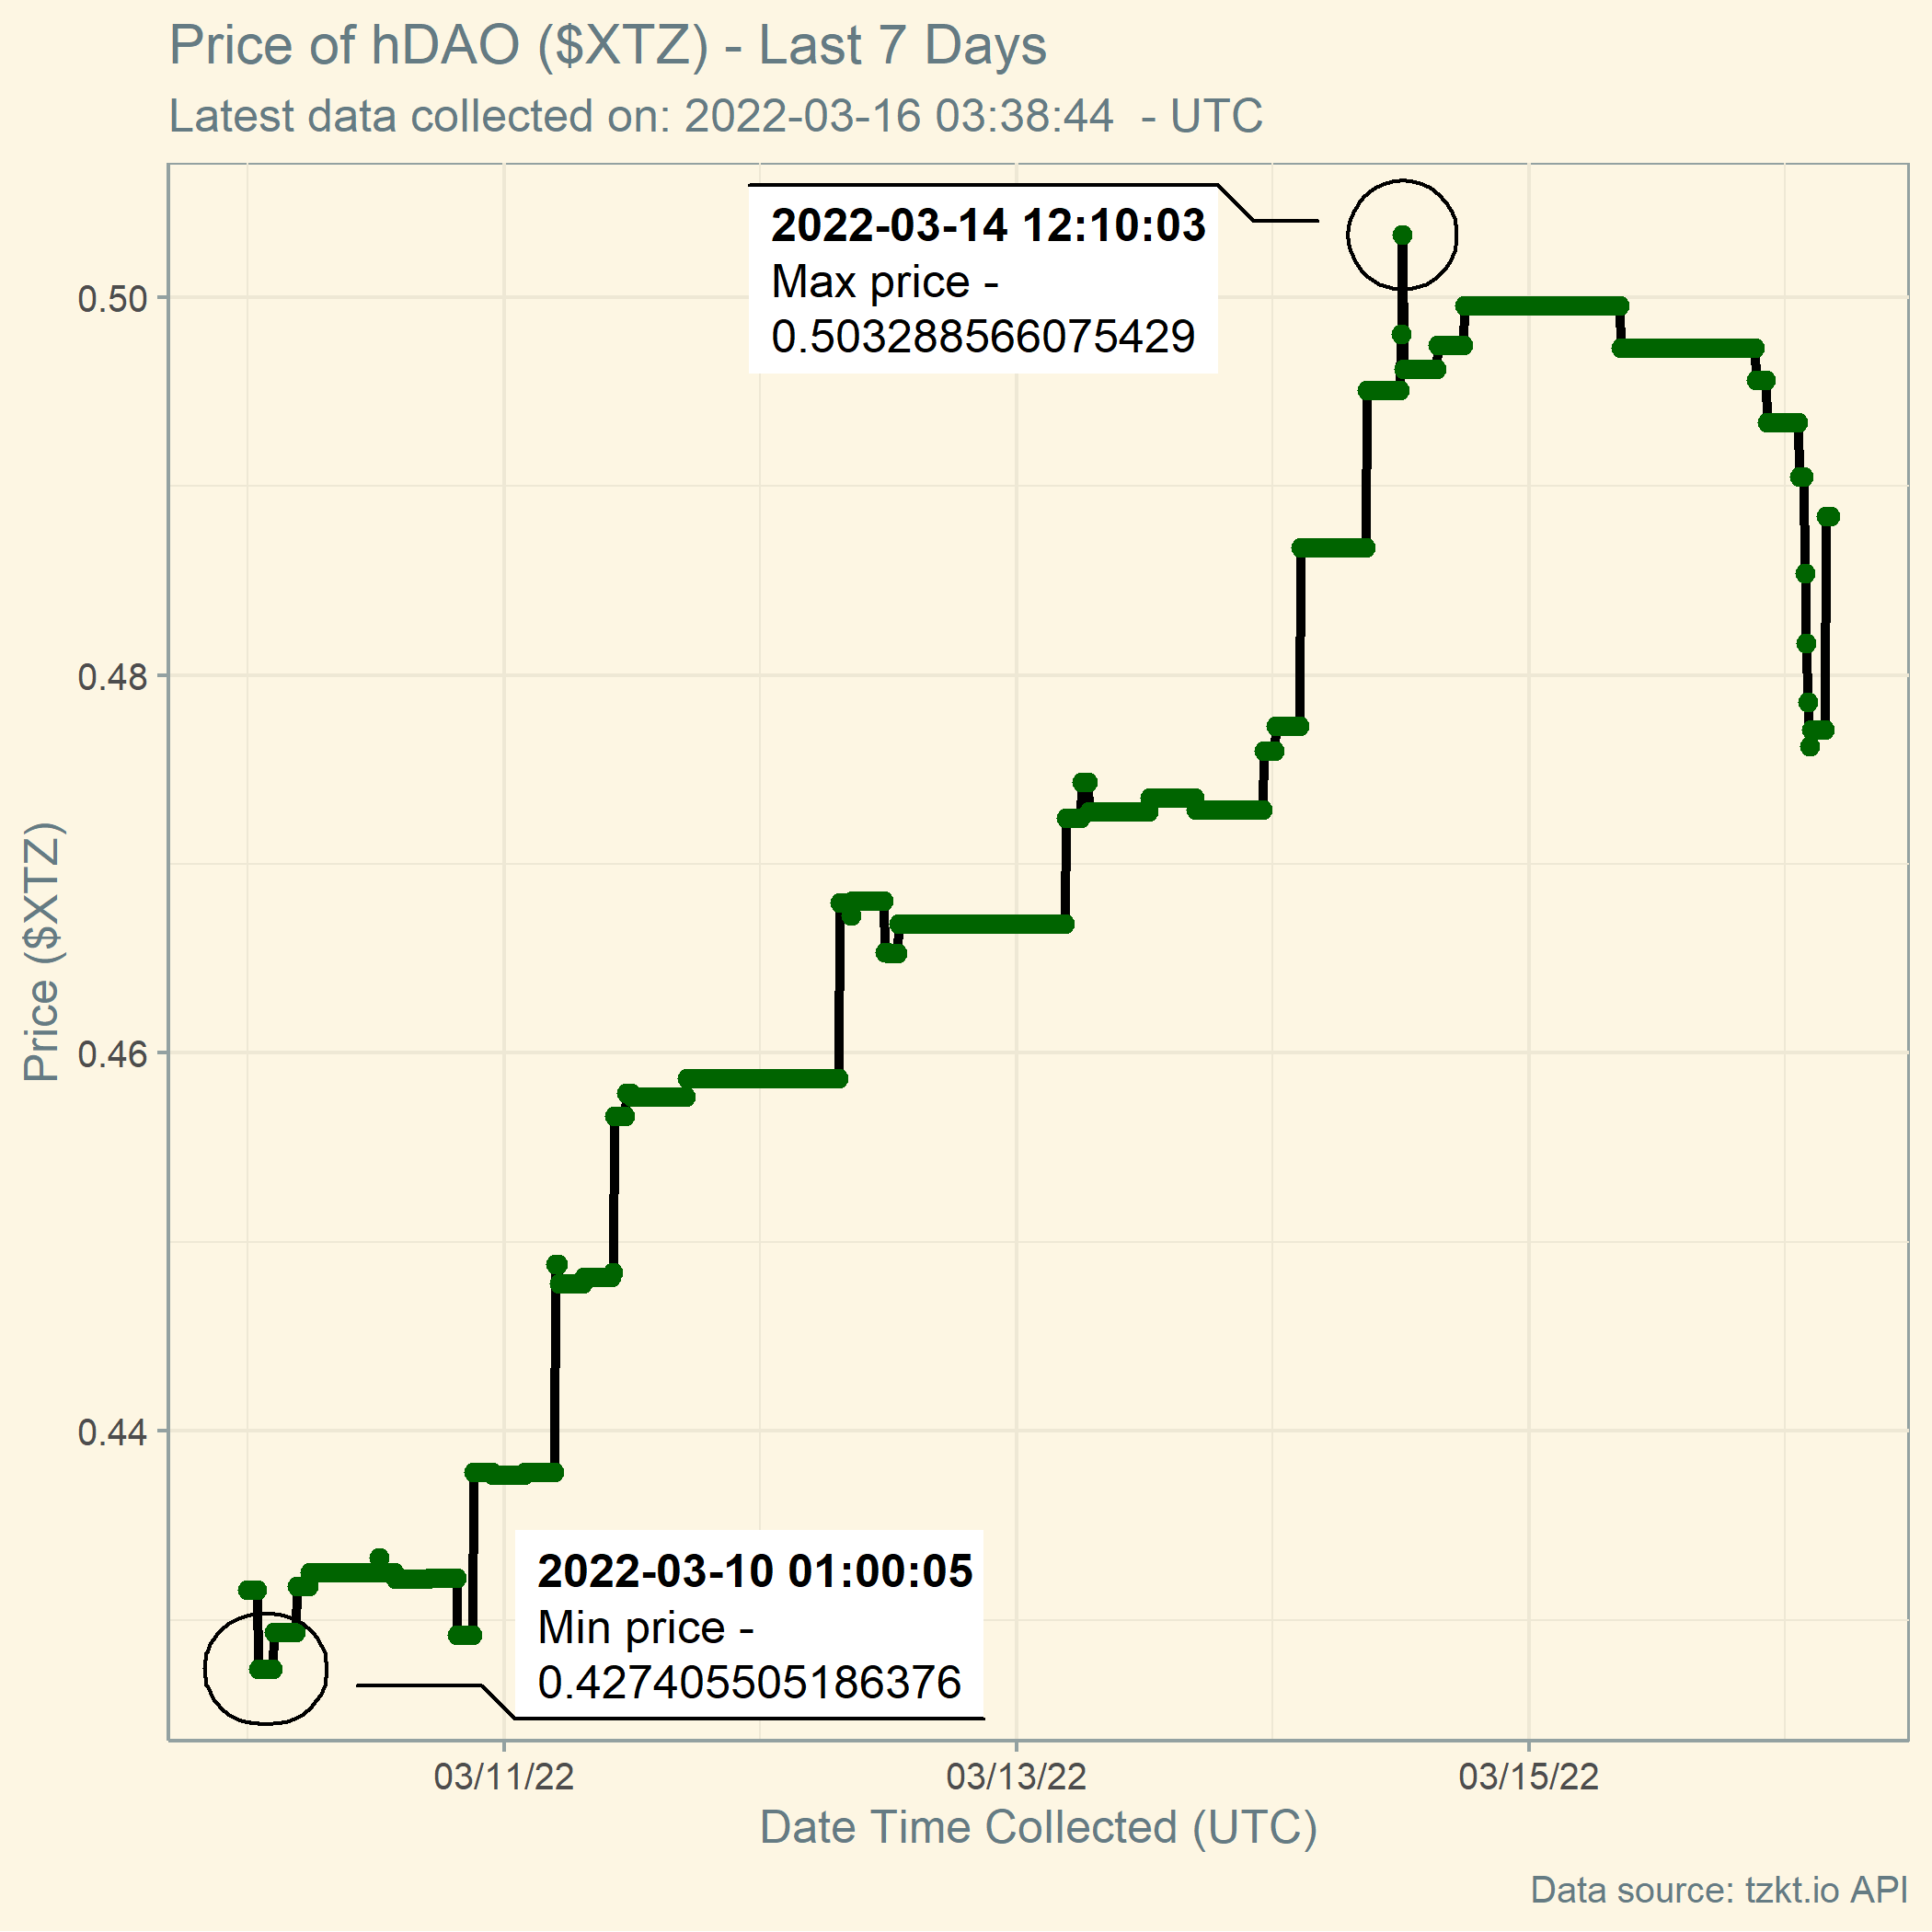 Price of hDAO ($XTZ) - Last 7 Days
Latest data collected on: 2022-03-16 03:38:44  - UTC
2022-03-14 12:10:03
Max price -
0.503288566075429
0.50
0.48
0.46
0.44
Price ($XTZ)
2022-03-10 01:00:05
Min price -
0.427405505186376
03/11/22
03/13/22
03/15/22
Date Time Collected (UTC)
Data source: tzkt.io API